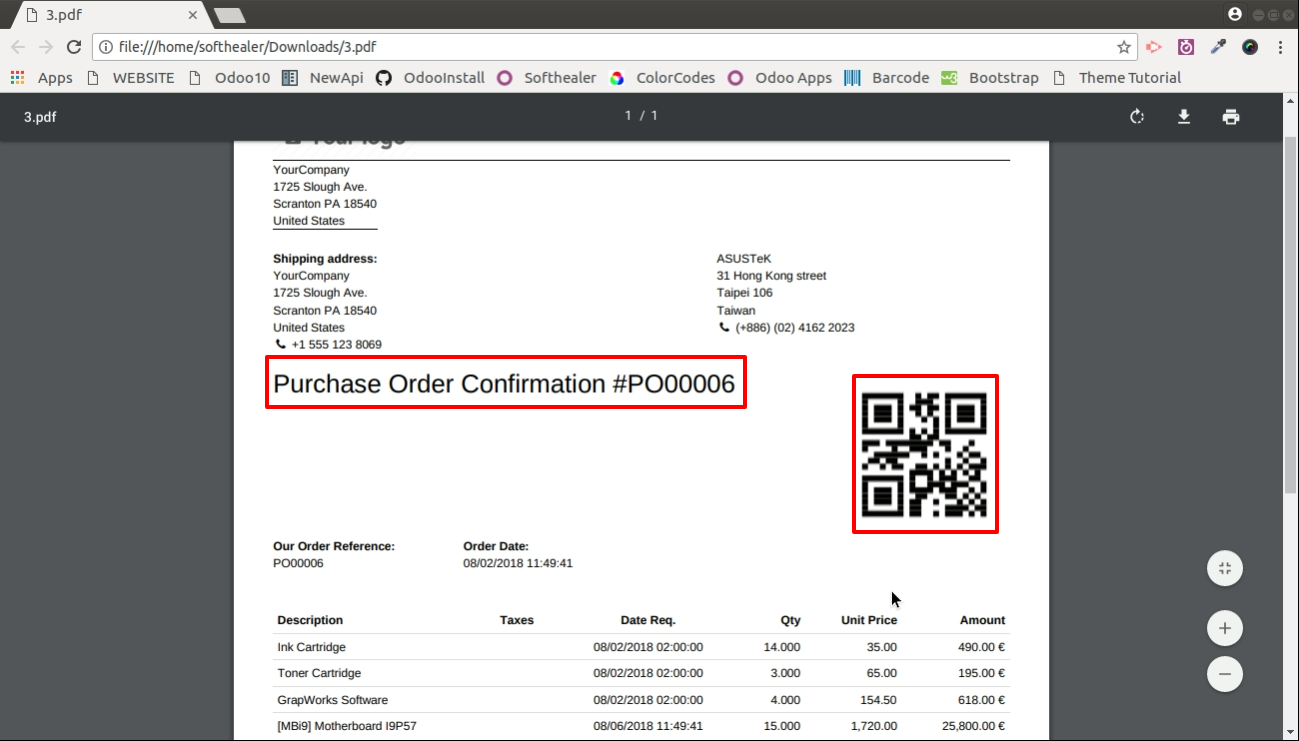 3.pdf
file:///home/softhealer/Downloads/3.pdf
Apps WEBSITE Odoo10 NewApi OdooInstall Softhealer ColorCodes Odoo Apps Barcode Bootstrap Theme Tutorial
3.pdf 1 / 1
Your logo
YourCompany
1725 Slough Ave.
Scranton PA 18540
United States
Shipping address:
YourCompany
1725 Slough Ave.
Scranton PA 18540
United States
+1 555 123 8069
ASUSTeK
31 Hong Kong street
Taipei 106
Taiwan
(+886) (02) 4162 2023
Purchase Order Confirmation #PO00006
Our Order Reference: Order Date:
PO00006 08/02/2018 11:49:41
Description Taxes Date Req. Qty Unit Price Amount
Ink Cartridge 08/02/2018 02:00:00 14.000 35.00 490.00 €
Toner Cartridge 08/02/2018 02:00:00 3.000 65.00 195.00 €
GrapWorks Software 08/02/2018 02:00:00 4.000 154.50 618.00 €
[MBi9] Motherboard I9P57 08/06/2018 11:49:41 15.000 1,720.00 25,800.00 €